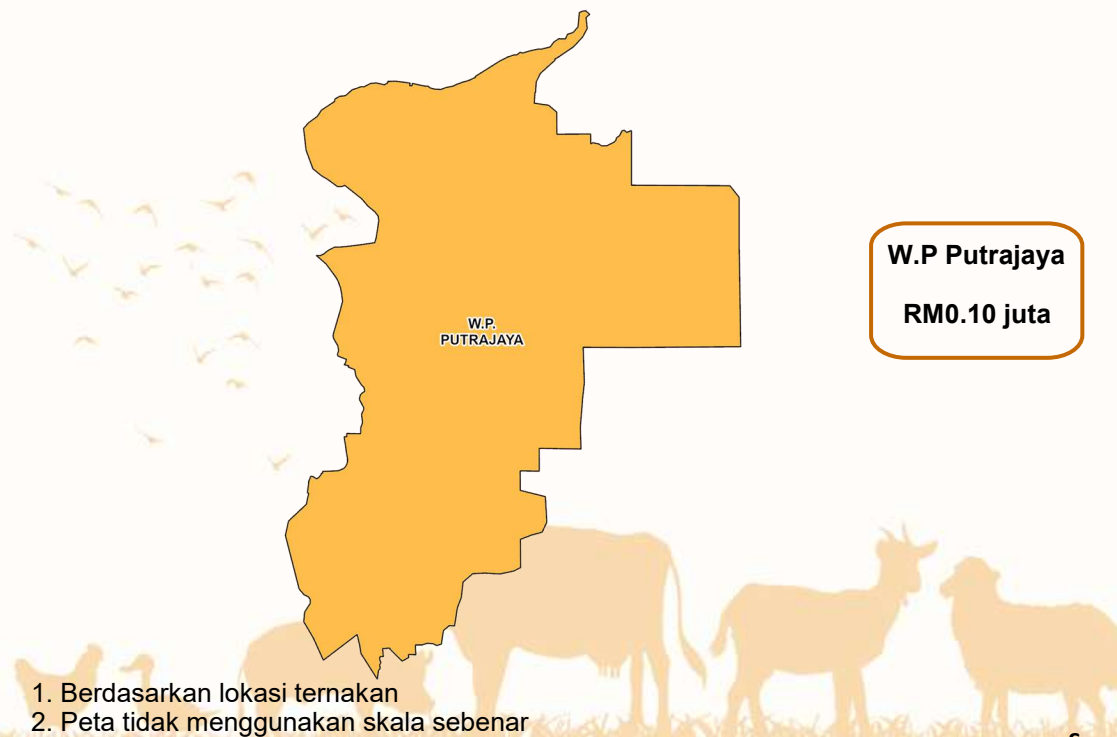 W.P.
PUTRAJAYA
W.P Putrajaya
RM0.10 juta
1. Berdasarkan lokasi ternakan
2. Peta tidak menggunakan skala sebenar